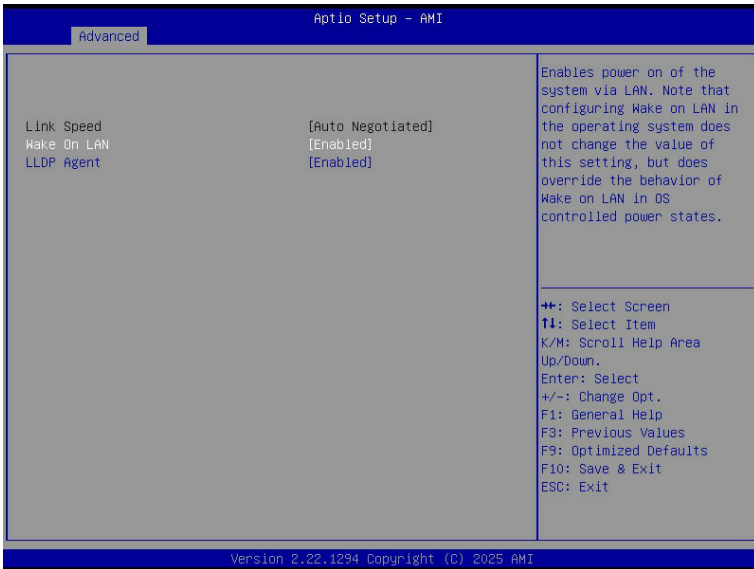 Aptio Setup - AMI
Advanced
Link Speed [Auto Negotiated]
Wake On LAN [Enabled]
LLDP Agent [Enabled]
Enables power on of the
system via LAN. Note that
configuring Wake on LAN in
the operating system does
not change the value of
this setting, but does
override the behavior of
Wake on LAN in OS
controlled power states.
→←: Select Screen
↑↓: Select Item
K/M: Scroll Help Area
Up/Down.
Enter: Select
+/-: Change Opt.
F1: General Help
F3: Previous Values
F9: Optimized Defaults
F10: Save & Exit
ESC: Exit
Version 2.22.1294 Copyright (C) 2025 AMI